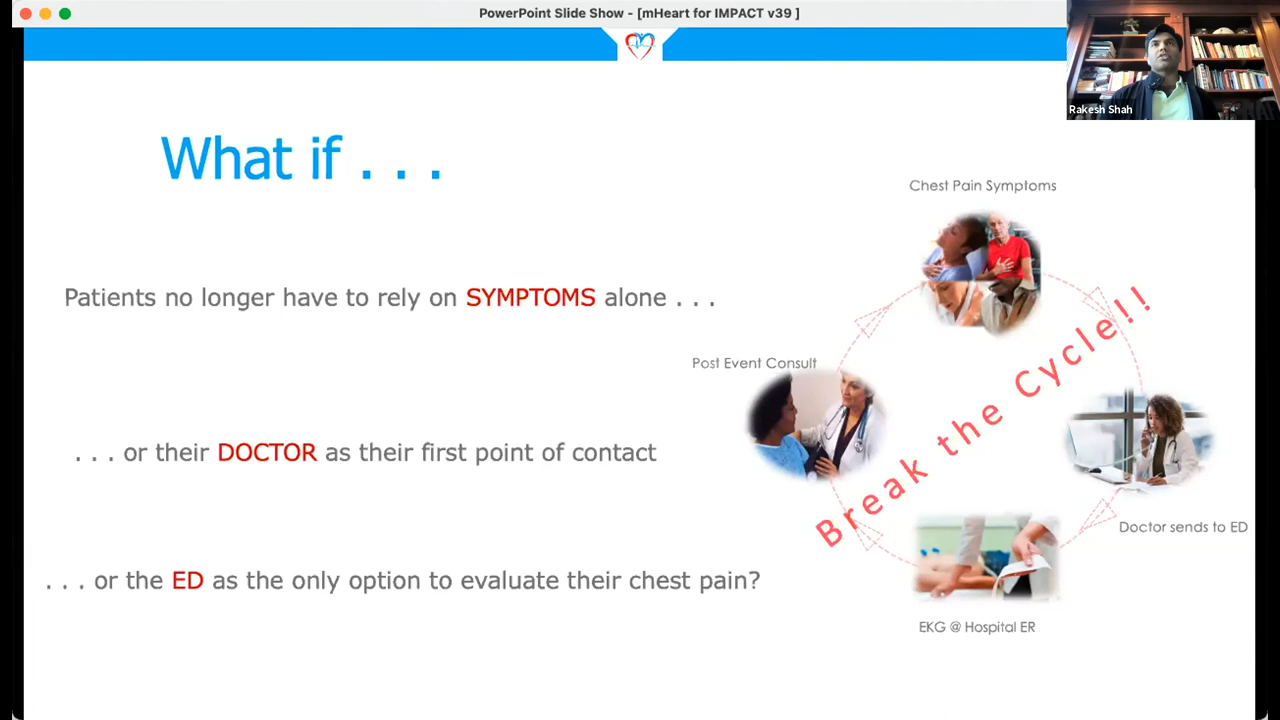 PowerPoint Slide Show - [mHeart for IMPACT v39 ]
Rakesh Shah
What if . . .
Chest Pain Symptoms
Patients no longer have to rely on SYMPTOMS alone . . .
Break the Cycle!!
Post Event Consult
. . . or their DOCTOR as their first point of contact
Doctor sends to ED
. . . or the ED as the only option to evaluate their chest pain?
EKG @ Hospital ER